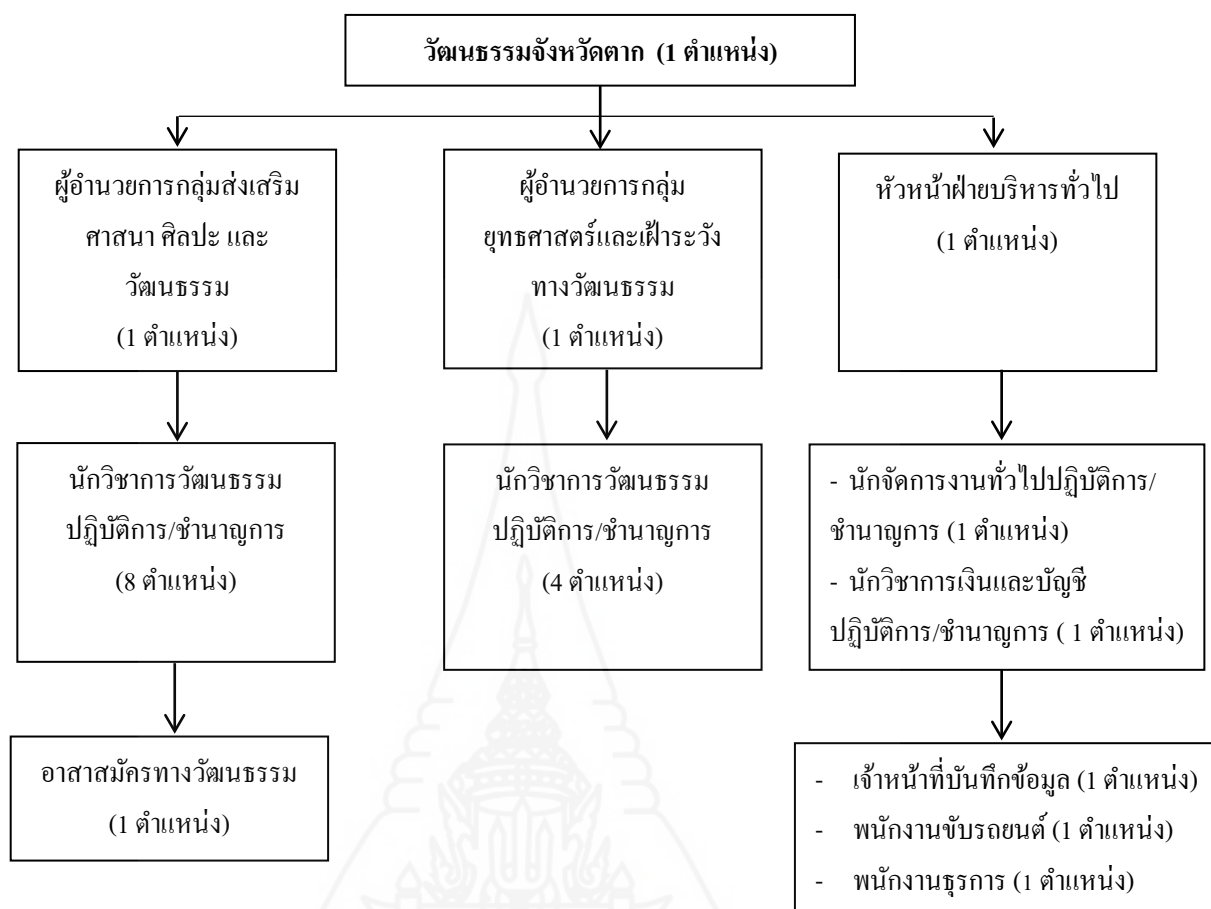 วัฒนธรรมจังหวัดตาก (1 ตำแหน่ง)
ผู้อำนวยการกลุ่มส่งเสริม
ศาสนา ศิลปะ และ
วัฒนธรรม
(1 ตำแหน่ง)
ผู้อำนวยการกลุ่ม
ยุทธศาสตร์และเฝ้าระวัง
ทางวัฒนธรรม
(1 ตำแหน่ง)
หัวหน้าฝ่ายบริหารทั่วไป
(1 ตำแหน่ง)
นักวิชาการวัฒนธรรม
ปฏิบัติการ/ชำนาญการ
(8 ตำแหน่ง)
นักวิชาการวัฒนธรรม
ปฏิบัติการ/ชำนาญการ
(4 ตำแหน่ง)
- นักจัดการงานทั่วไปปฏิบัติการ/
ชำนาญการ (1 ตำแหน่ง)
- นักวิชาการเงินและบัญชี
ปฏิบัติการ/ชำนาญการ ( 1 ตำแหน่ง)
อาสาสมัครทางวัฒนธรรม
(1 ตำแหน่ง)
- เจ้าหน้าที่บันทึกข้อมูล (1 ตำแหน่ง)
- พนักงานขับรถยนต์ (1 ตำแหน่ง)
- พนักงานธุรการ (1 ตำแหน่ง)